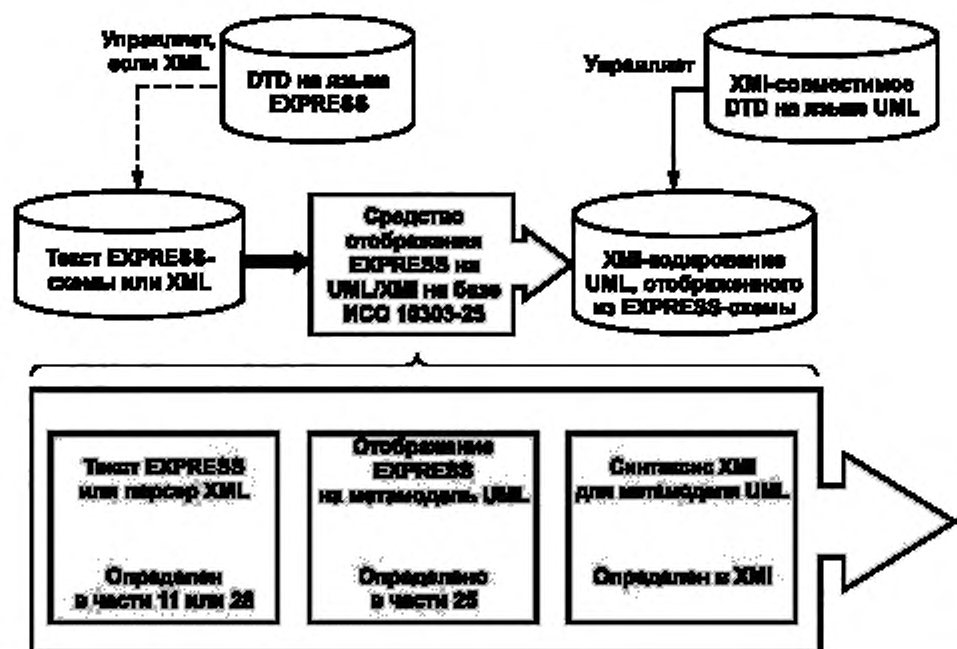 Управляет,
если XML
DTD на языке
EXPRESS
Управляет
XMI-совместимое
DTD на языке UML
Текст EXPRESS-
схемы или XML
Средство
отображения
EXPRESS на
UML/XMI на базе
ИСО 10303-25
XMI-кодирование
UML, отображенного
из EXPRESS-схемы
Текст EXPRESS
или парсер XML
Определен
в части 11 или 28
Отображение
EXPRESS
на метамодель UML
Определено
в части 25
Синтаксис XMI
для метамодели UML
Определен в XMI